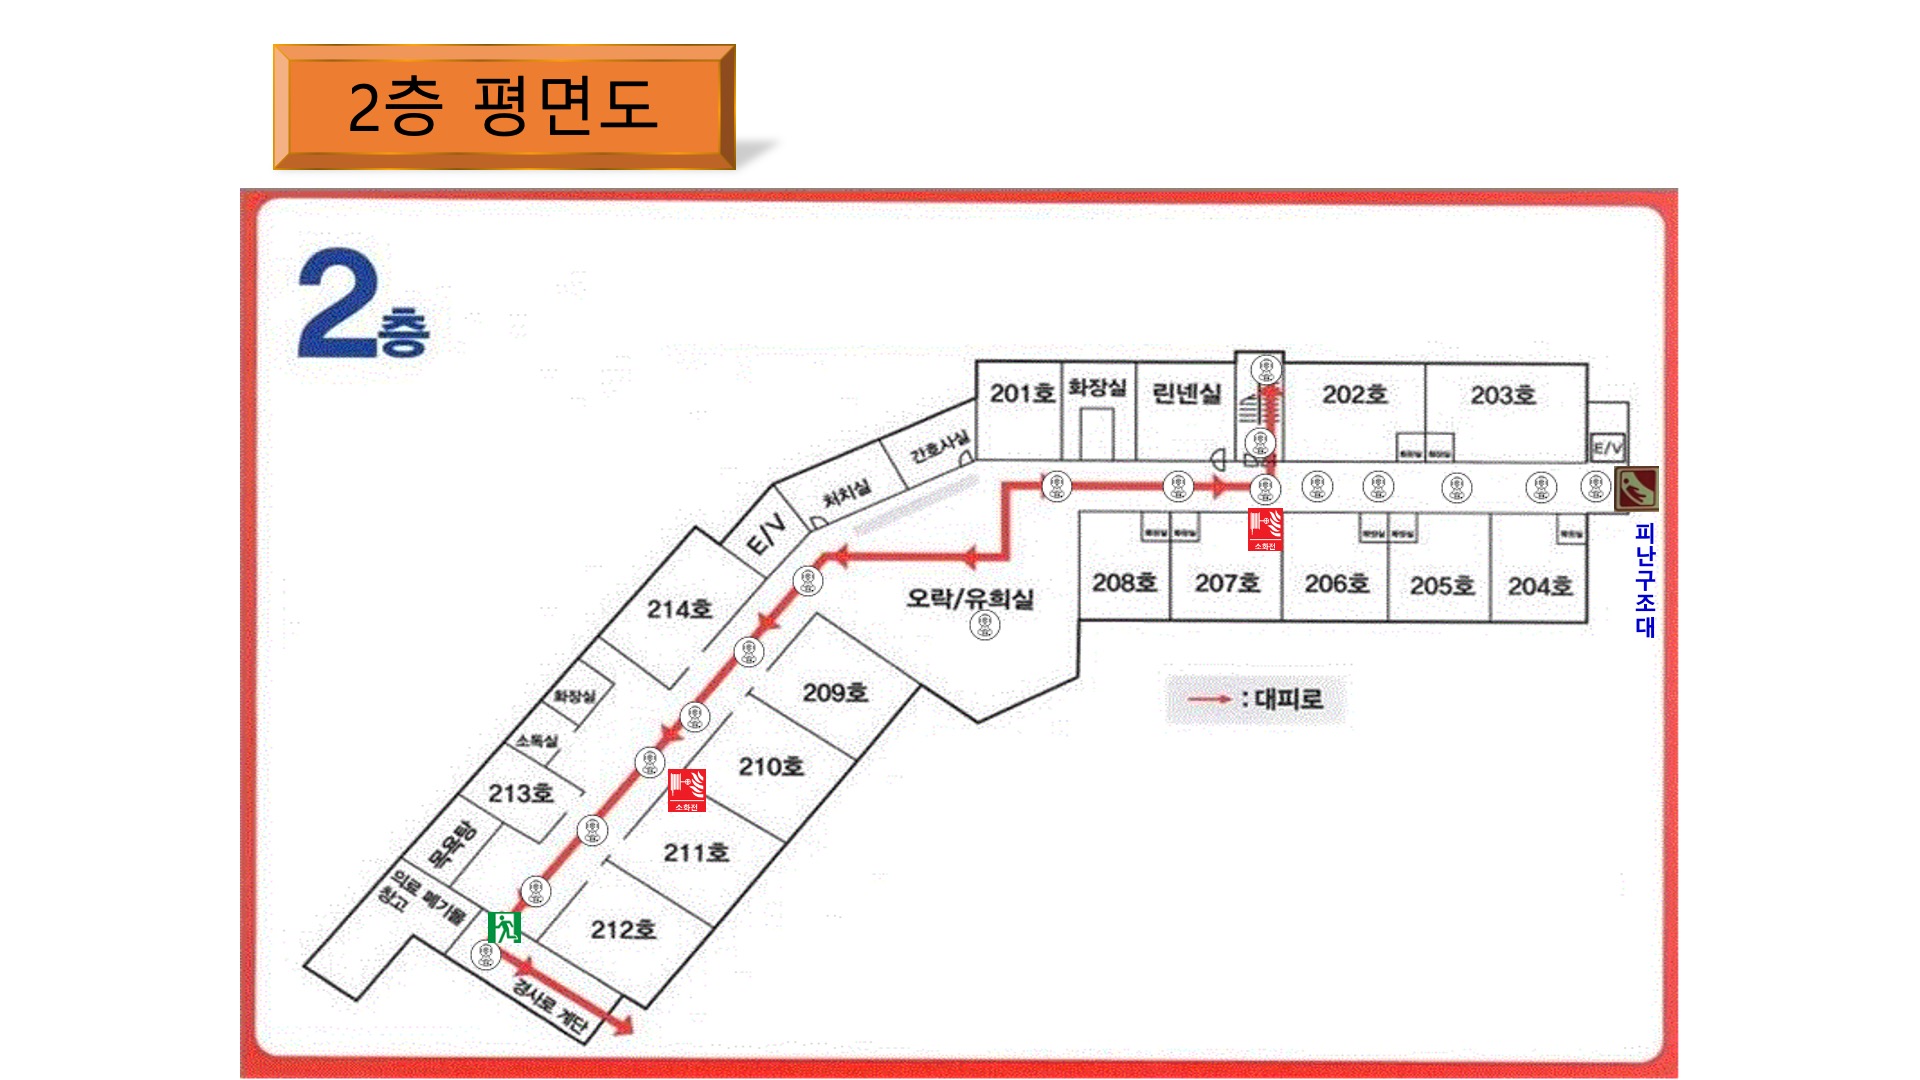 2층 평면도
2층
201호
화장실
린넨실
202호
203호
E/V
간호사실
처치실
E/V
소화전
피난구조대
208호
207호
206호
205호
204호
오락/유희실
214호
209호
: 대피로
화장실
소독실
210호
213호
소화전
목욕탕
211호
의료 폐기물
창고
212호
경사로 계단